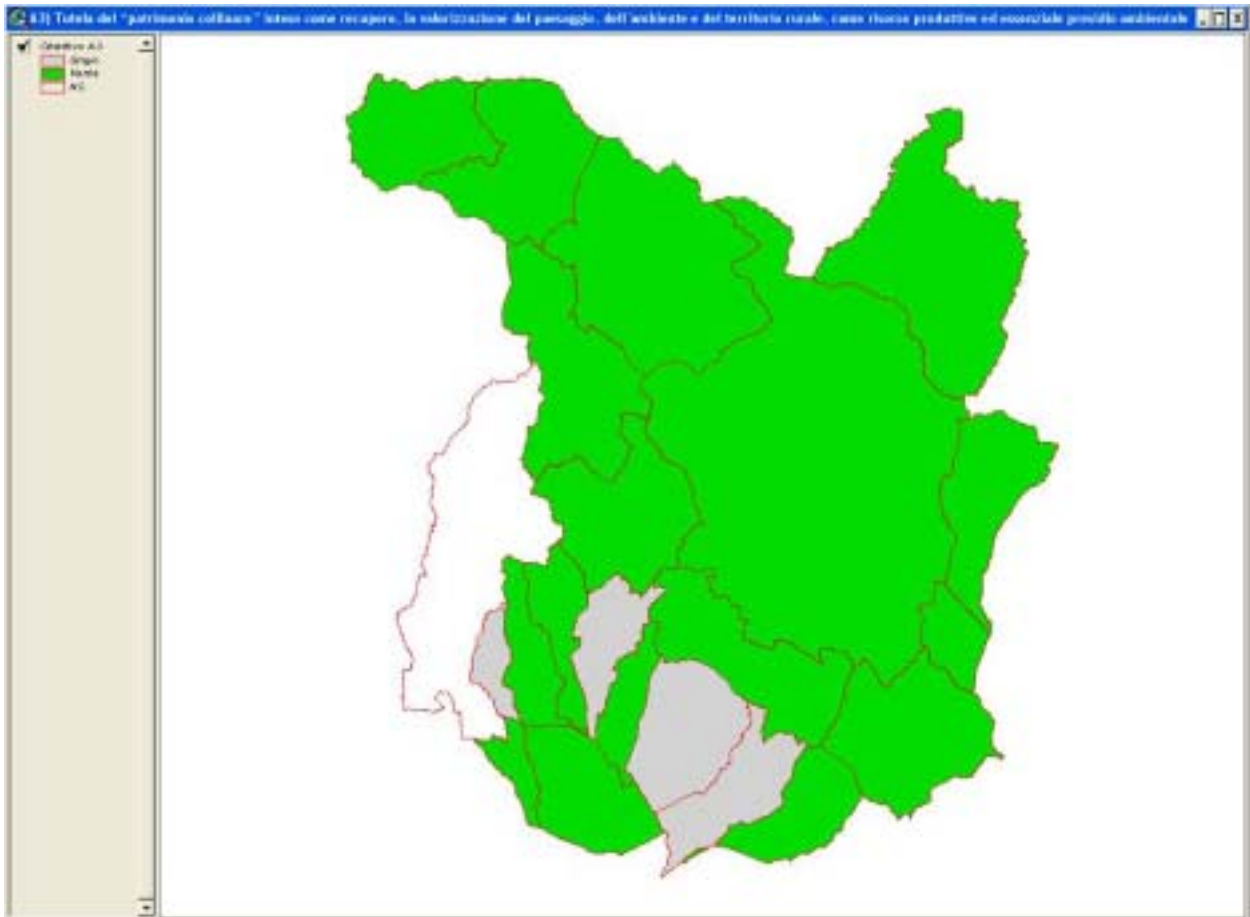 A3) Tutela del "patrimonio collinare" inteso come recupero, la valorizzazione del paesaggio, dell'ambiente e del territorio rurale, come risorse produttive ed essenziale presidio ambientale
Obiettivo A3
Grigio